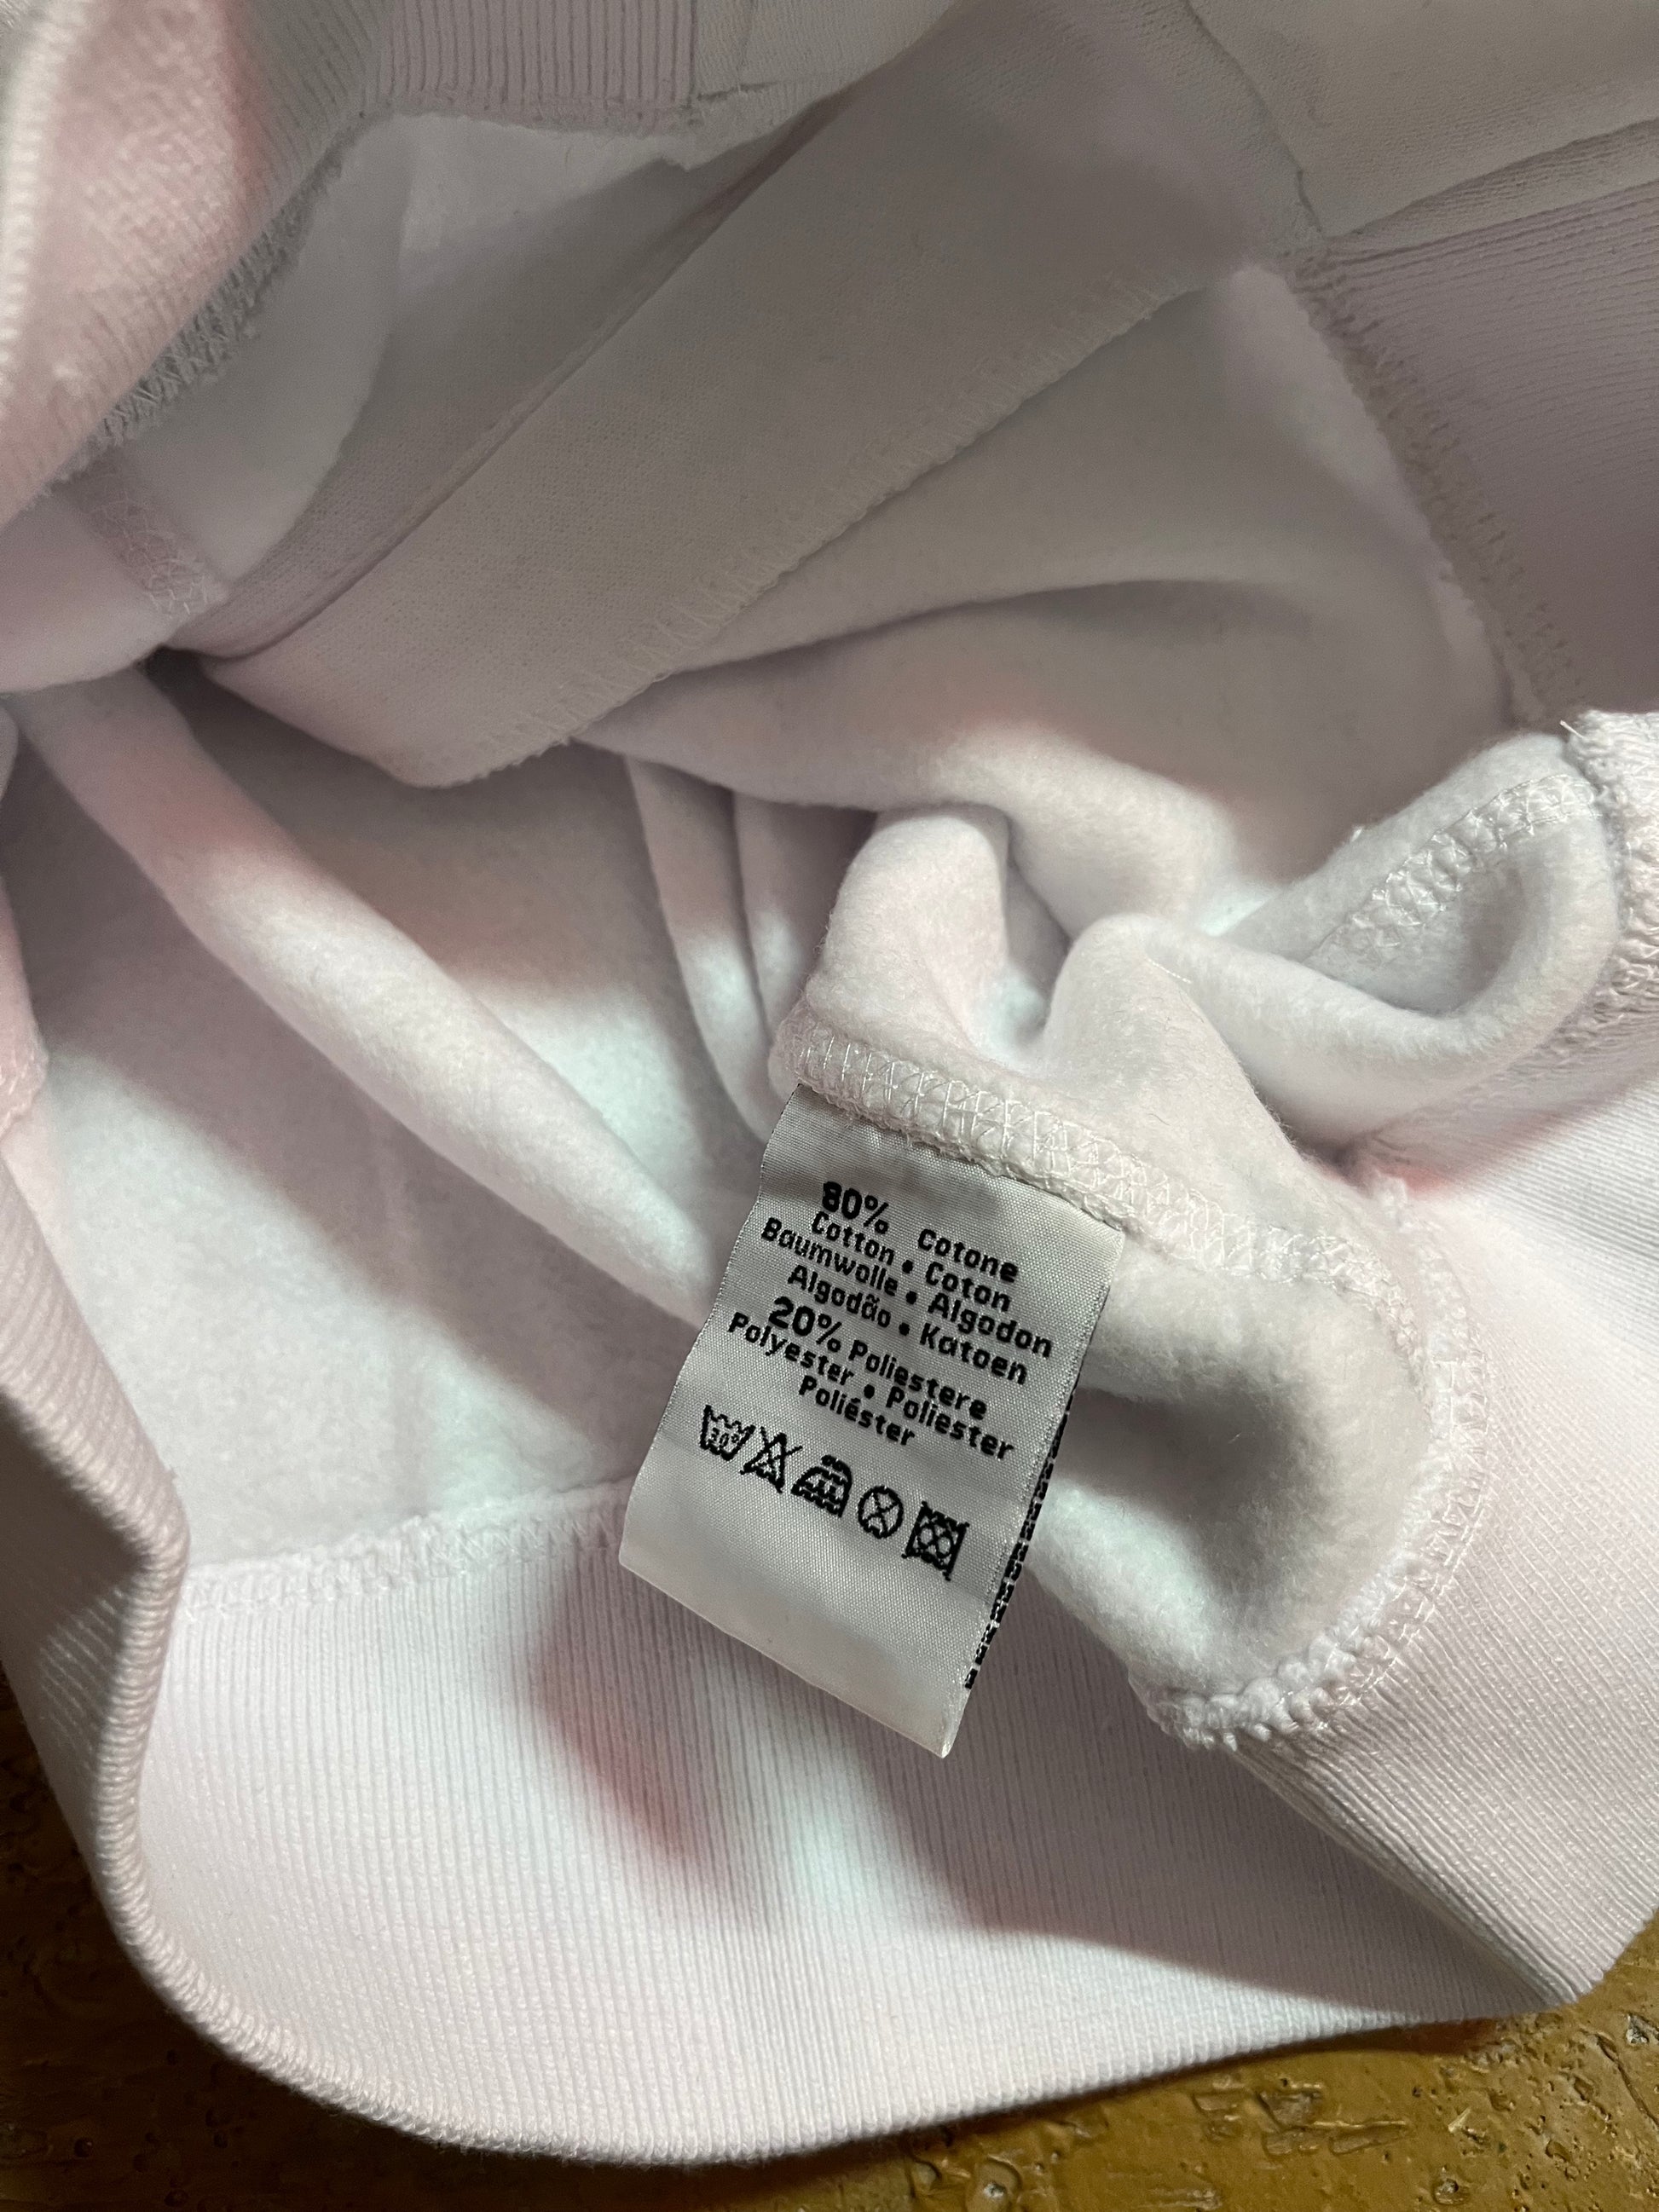 80% Cotone
Cotton • Coton
Baumwolle • Algodon
Algodão • Katoen
20% Poliestere
Polyester • Poliester
Poliéster
30°